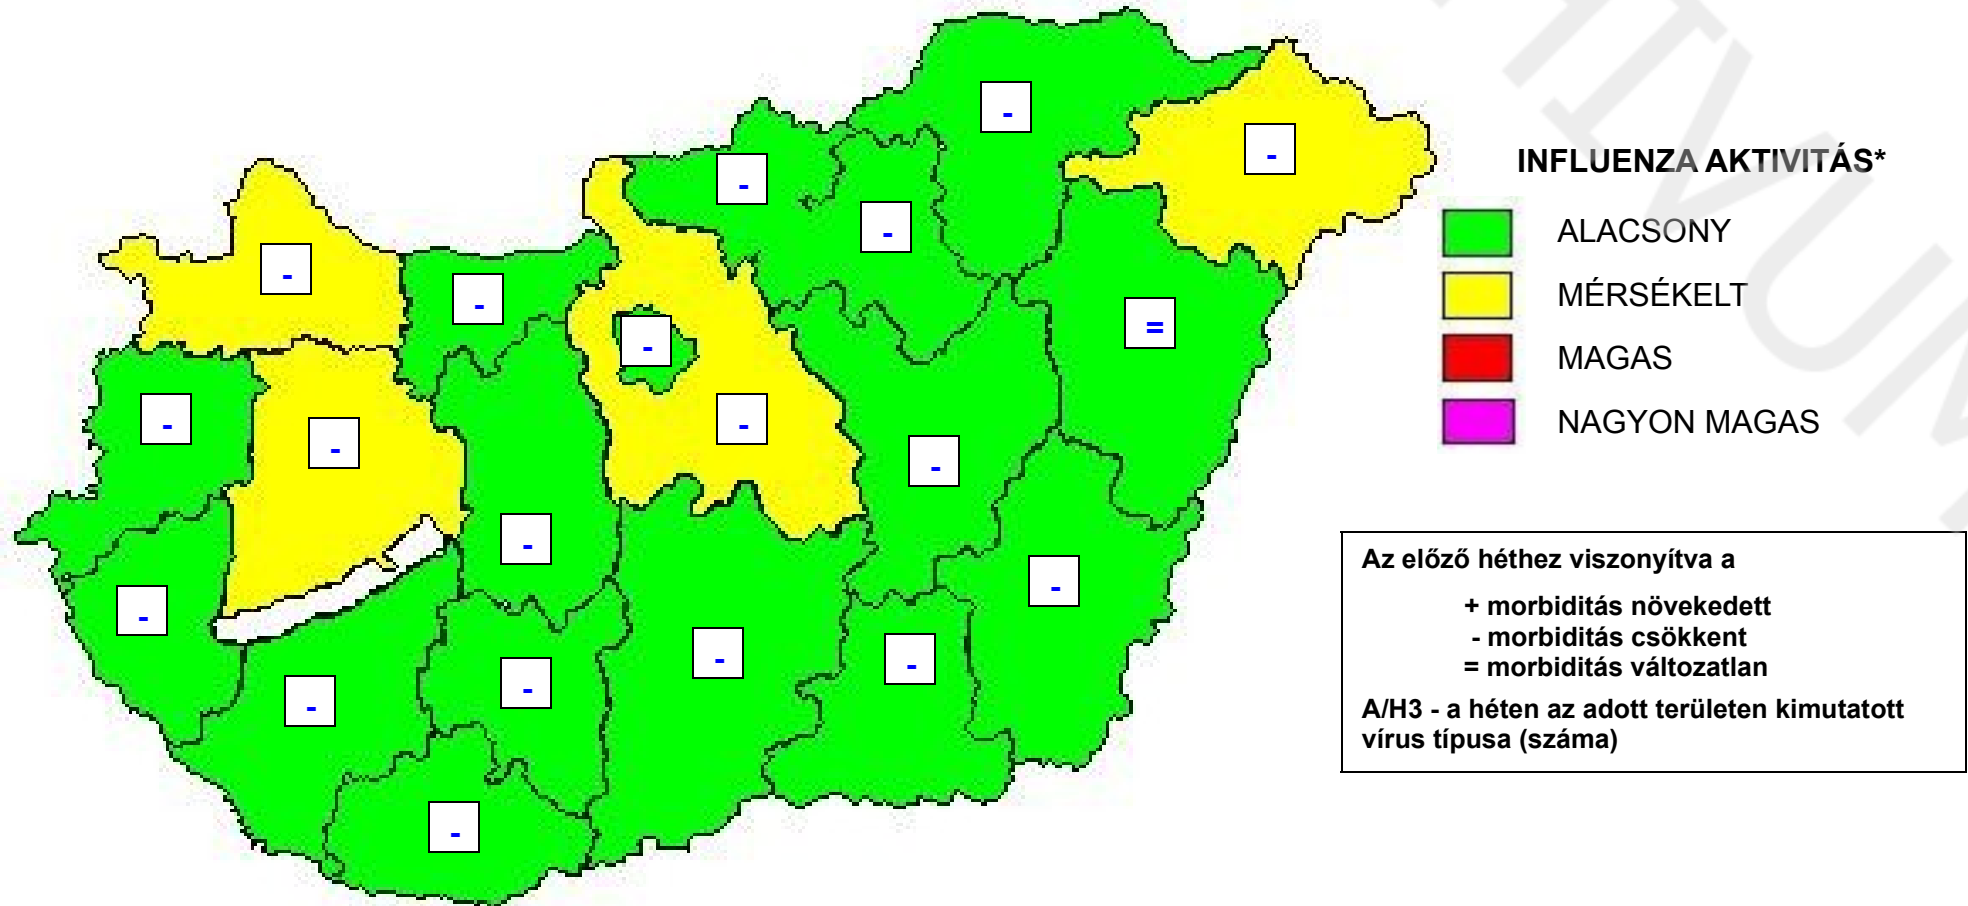 -
-
-
-
-
-
-
=
-
-
-
-
-
-
-
-
-
-
-
-
INFLUENZA AKTIVITÁS*
ALACSONY
MÉRSÉKELT
MAGAS
NAGYON MAGAS
Az előző héthez viszonyítva a
+ morbiditás növekedett
- morbiditás csökkent
= morbiditás változatlan
A/H3 - a héten az adott területen kimutatott
vírus típusa (száma)